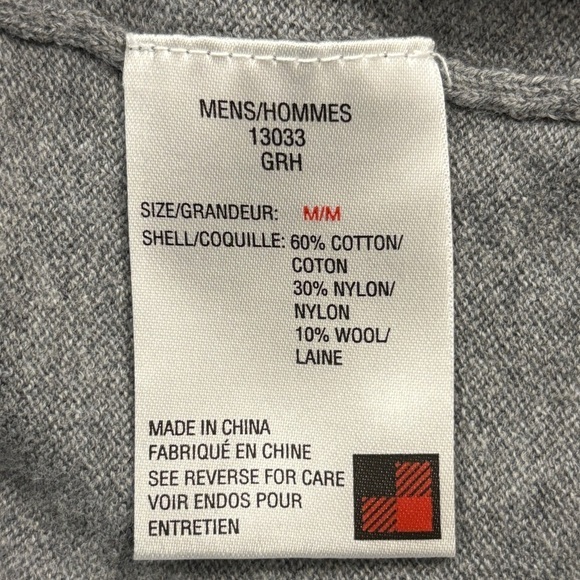 MENS/HOMMES
13033
GRH
SIZE/GRANDEUR: M/M
SHELL/COQUILLE: 60% COTTON/
COTON
30% NYLON/
NYLON
10% WOOL/
LAINE
MADE IN CHINA
FABRIQUÉ EN CHINE
SEE REVERSE FOR CARE
VOIR ENDOS POUR
ENTRETIEN